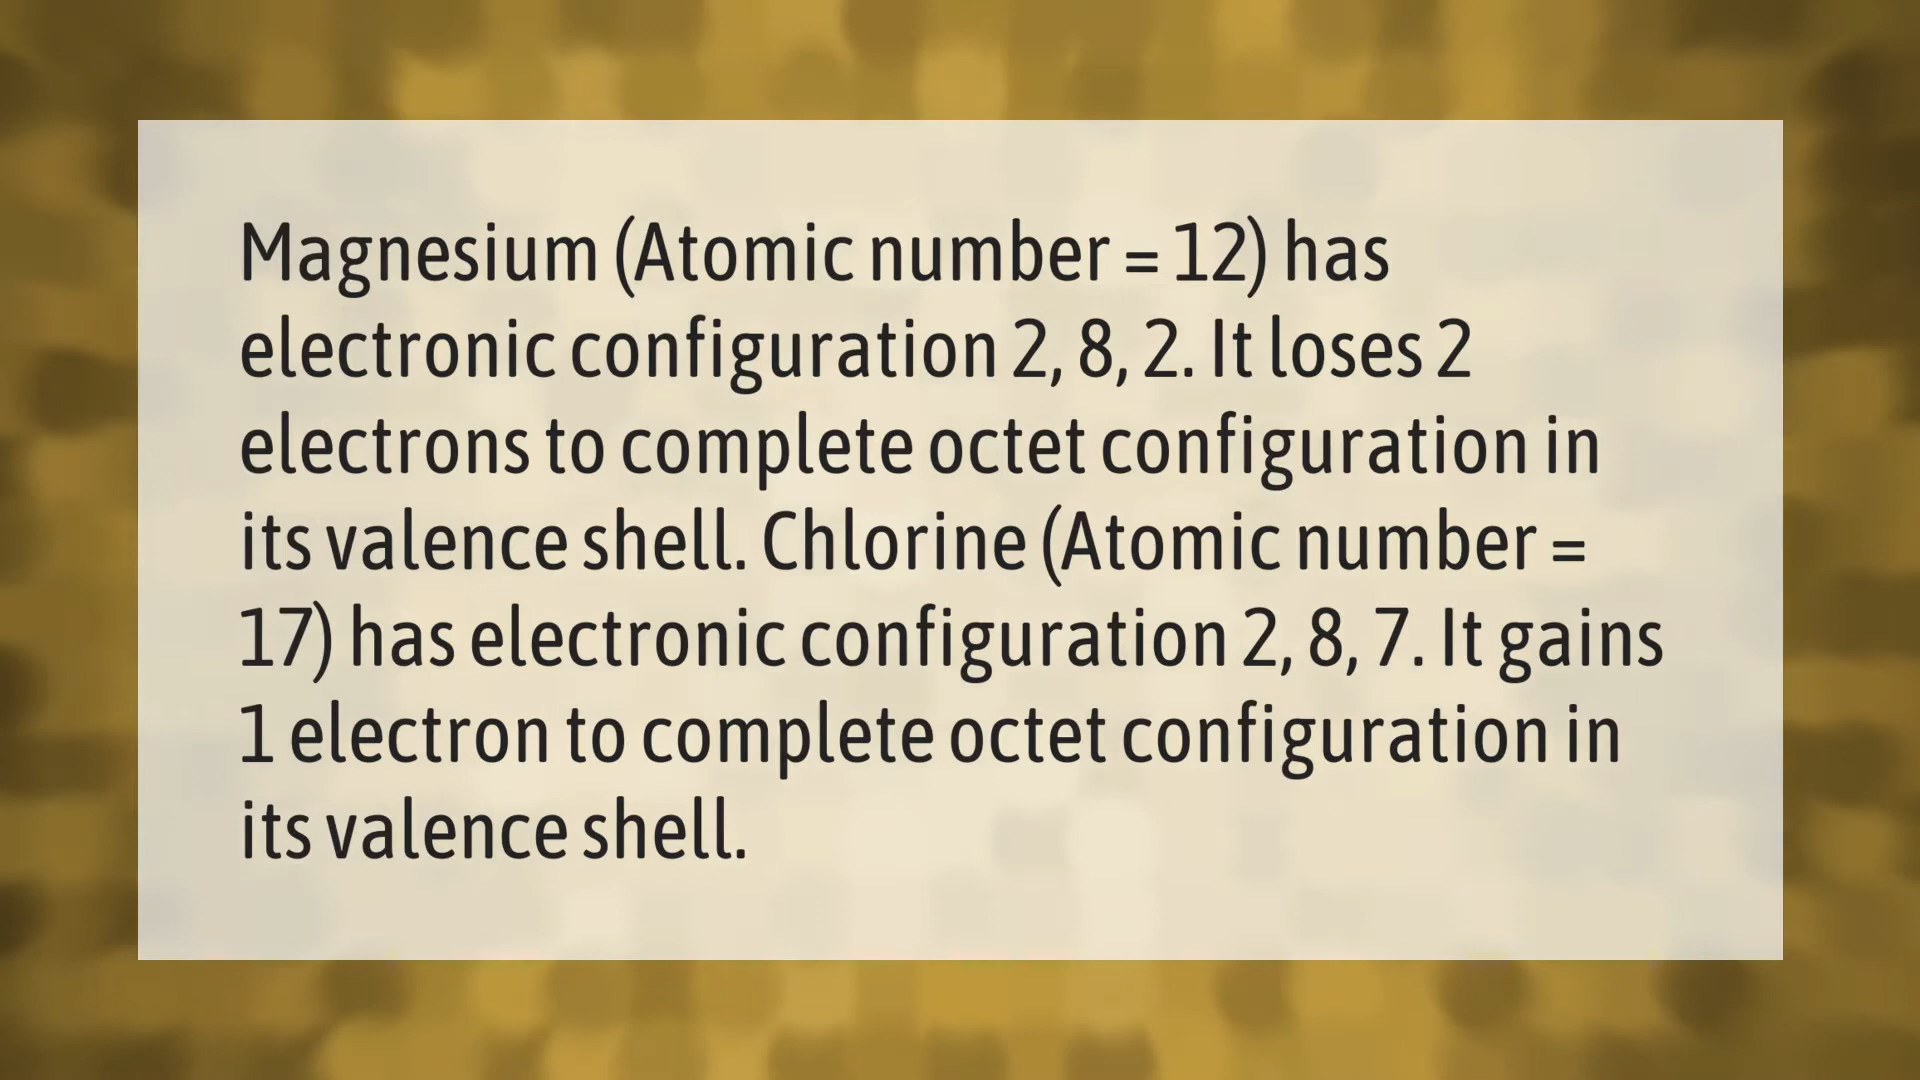 Magnesium (Atomic number = 12) has
electronic configuration 2, 8, 2. It loses 2
electrons to complete octet configuration in
its valence shell. Chlorine (Atomic number =
17) has electronic configuration 2, 8, 7. It gains
1 electron to complete octet configuration in
its valence shell.